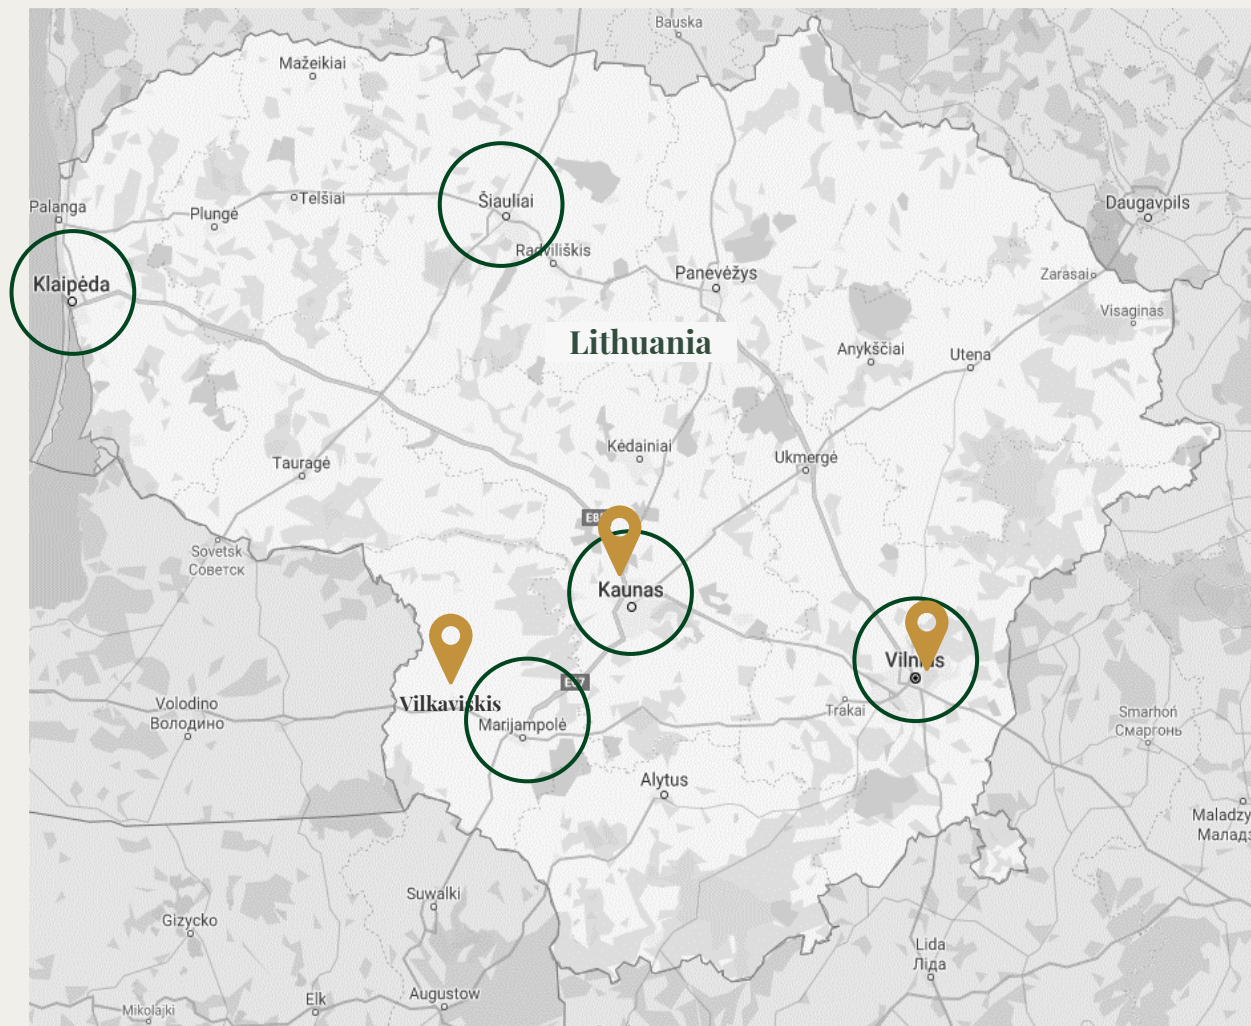 Bauska
Mažeikiai
Šiauliai
Telšiai
Palanga
Plungė
Daugavpils
Radviliškis
Klaipėda
Panevėžys
Zarasai
Visaginas
Lithuania
Anykščiai
Utena
Kėdainiai
Ukmergė
Tauragė
Sovetsk
Советск
Kaunas
Vilnius
Vilkaviskis
Volodino
Володино
Marijampolė
Trakai
Smarhoń
Смаргонь
Alytus
Maladzy
Маладз
Suwalki
Gizycko
Lida
Ліда
Augustow
Elk
Mikolajki